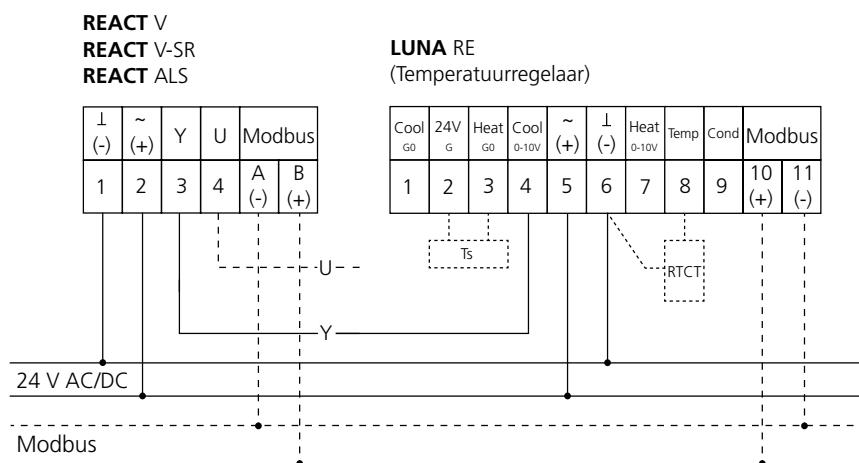 REACT V
REACT V-SR
REACT ALS
LUNA RE
(Temperatuurregelaar)
⊥ (-) ~ (+) Y U Modbus
1 2 3 4 A (-) B (+)
Cool G0 24V G Heat G0 Cool 0-10V ~ (+) ⊥ (-) Heat 0-10V Temp Cond Modbus
1 2 3 4 5 6 7 8 9 10 (+) 11 (-)
Ts
U
RTCT
Y
24 V AC/DC
Modbus